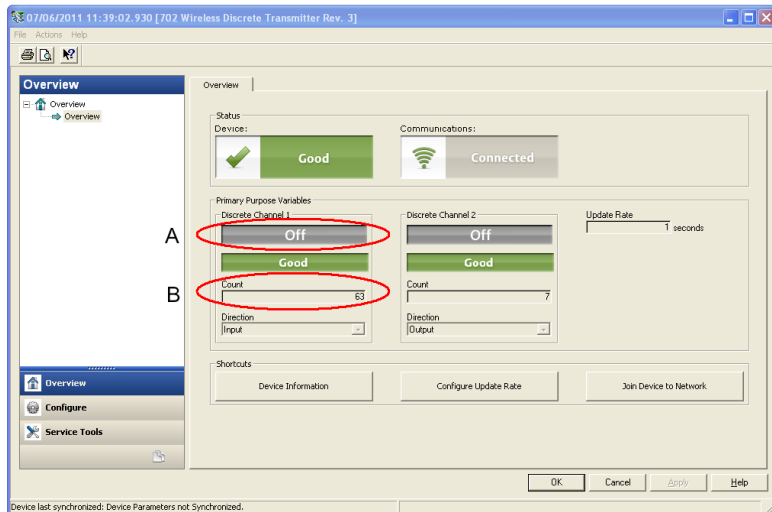 07/06/2011 11:39:02.930 [702 Wireless Discrete Transmitter Rev. 3]
File Actions Help
Overview
Overview
Overview
Overview
Status
Device:
Good
Communications:
Connected
Primary Purpose Variables
Discrete Channel 1
Off
Good
Count
63
Direction
Input
Discrete Channel 2
Off
Good
Count
7
Direction
Output
Update Rate
1 seconds
A
B
Shortcuts
Device Information
Configure Update Rate
Join Device to Network
Overview
Configure
Service Tools
OK
Cancel
Apply
Help
Device last synchronized: Device Parameters not Synchronized.